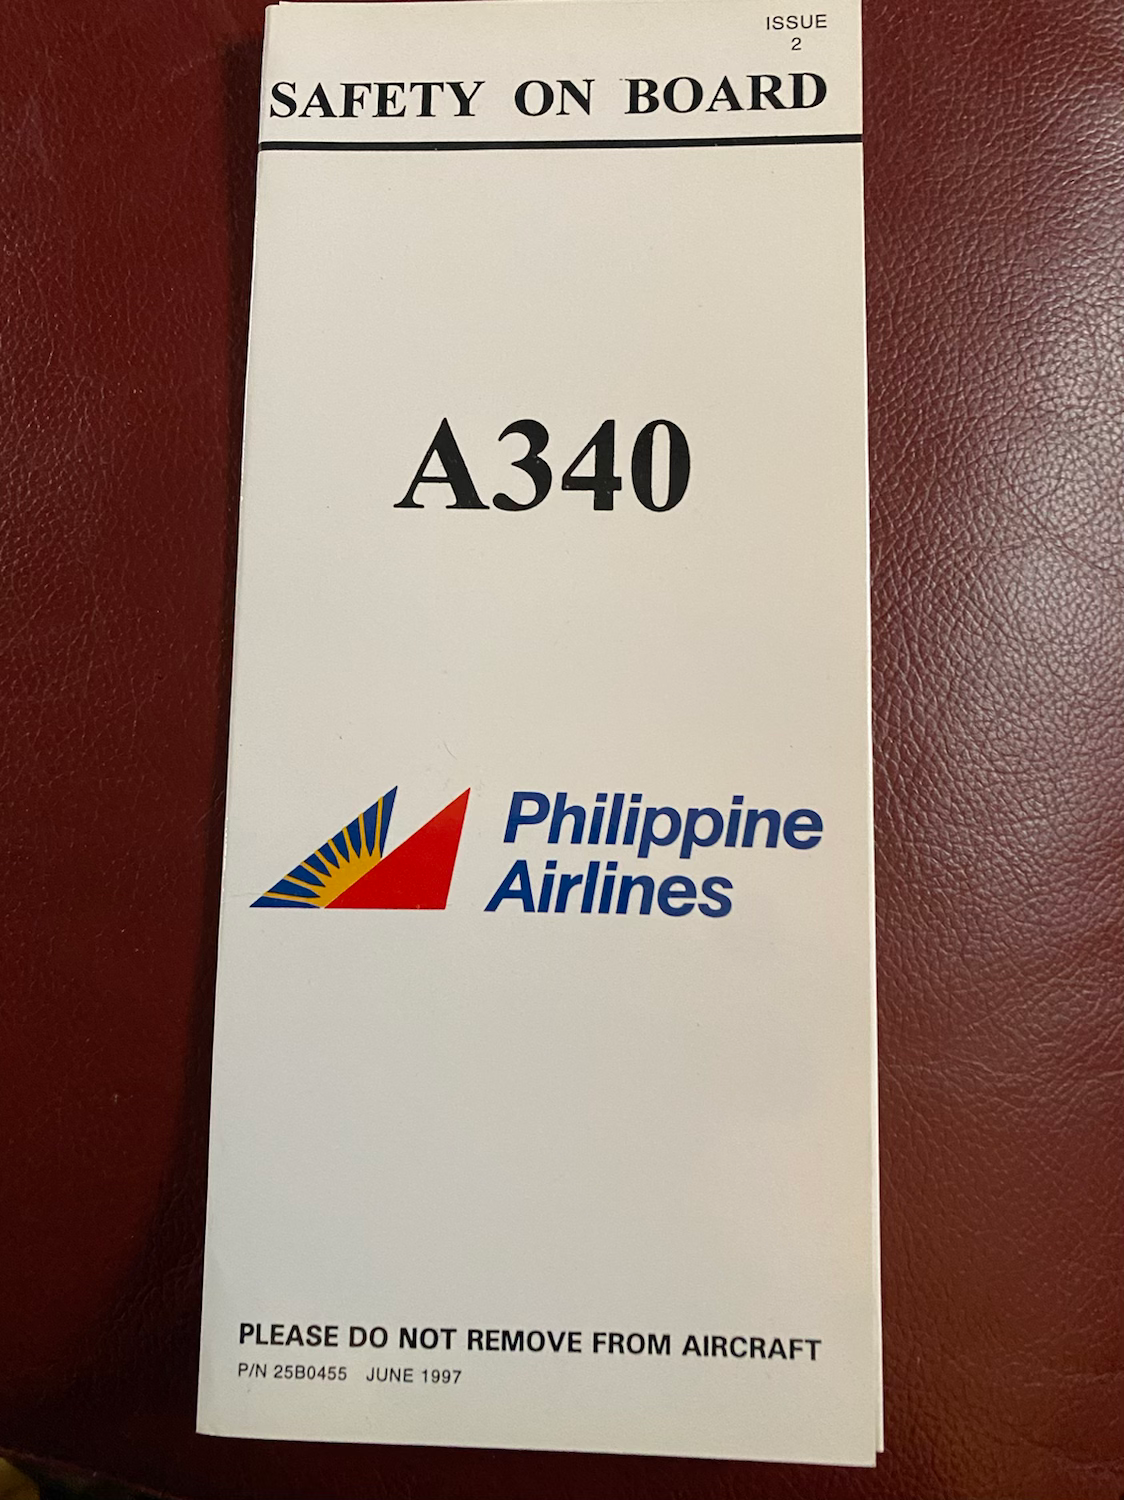 ISSUE
2
SAFETY ON BOARD
A340
Philippine
Airlines
PLEASE DO NOT REMOVE FROM AIRCRAFT
P/N 25B0455 JUNE 1997